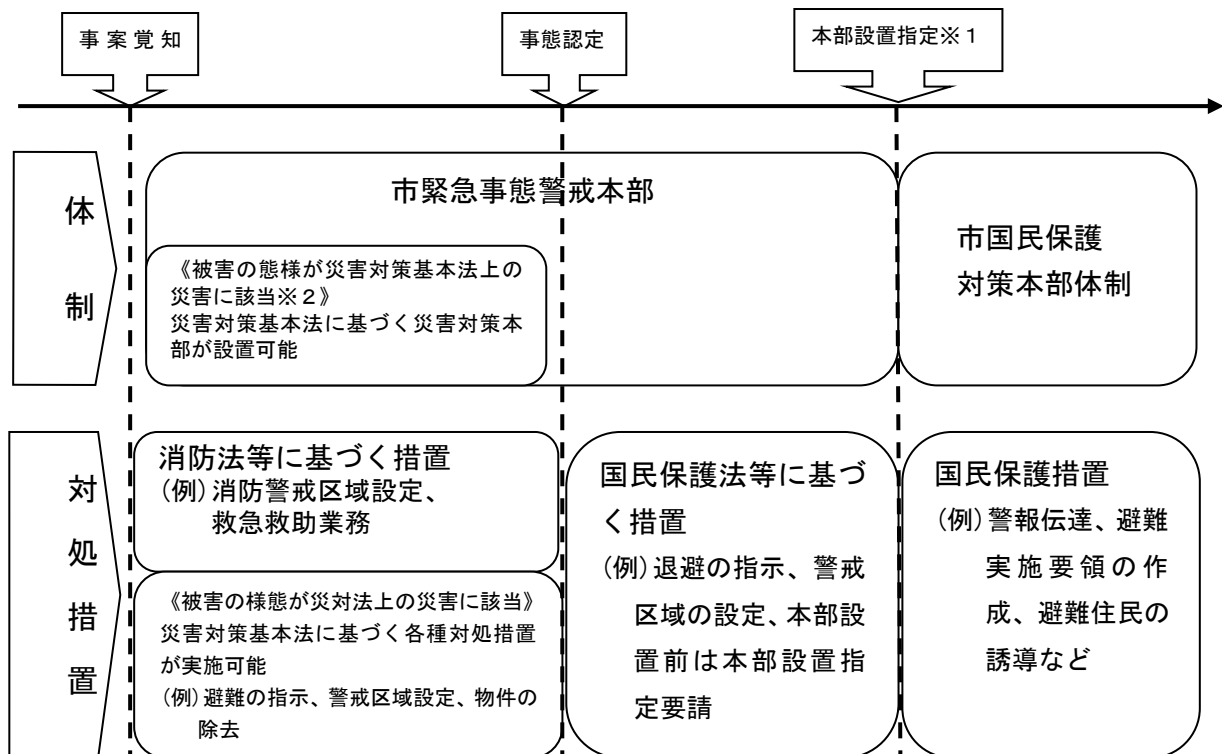 事案覚知
事態認定
本部設置指定※1
体制
市緊急事態警戒本部
《被害の態様が災害対策基本法上の
災害に該当※2》
災害対策基本法に基づく災害対策本
部が設置可能
市国民保護
対策本部体制
対処措置
消防法等に基づく措置
(例)消防警戒区域設定、
救急救助業務
《被害の様態が災対法上の災害に該当》
災害対策基本法に基づく各種対処措置
が実施可能
(例)避難の指示、警戒区域設定、物件の
除去
国民保護法等に基づ
く措置
(例)退避の指示、警戒
区域の設定、本部設
置前は本部設置指
定要請
国民保護措置
(例)警報伝達、避難
実施要領の作
成、避難住民の
誘導など